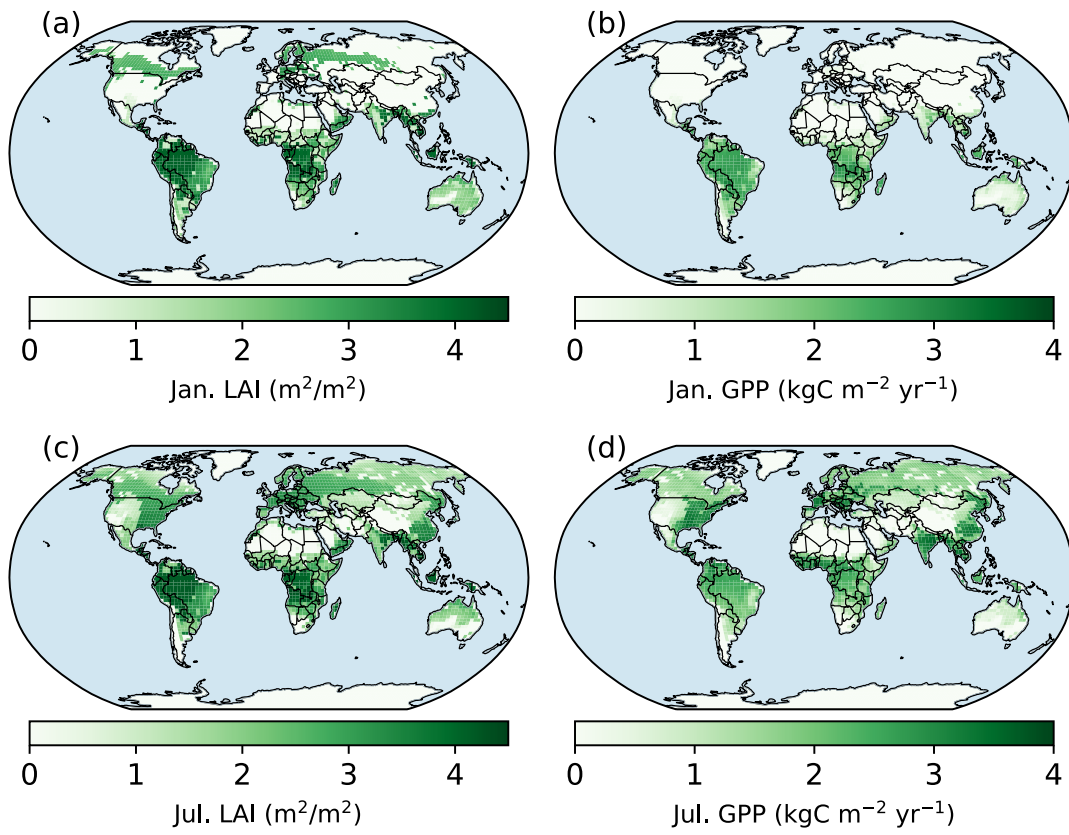 (a)
(b)
0 1 2 3 4
Jan. LAI (m²/m²)
0 1 2 3 4
Jan. GPP (kgC m⁻² yr⁻¹)
(c)
(d)
0 1 2 3 4
Jul. LAI (m²/m²)
0 1 2 3 4
Jul. GPP (kgC m⁻² yr⁻¹)